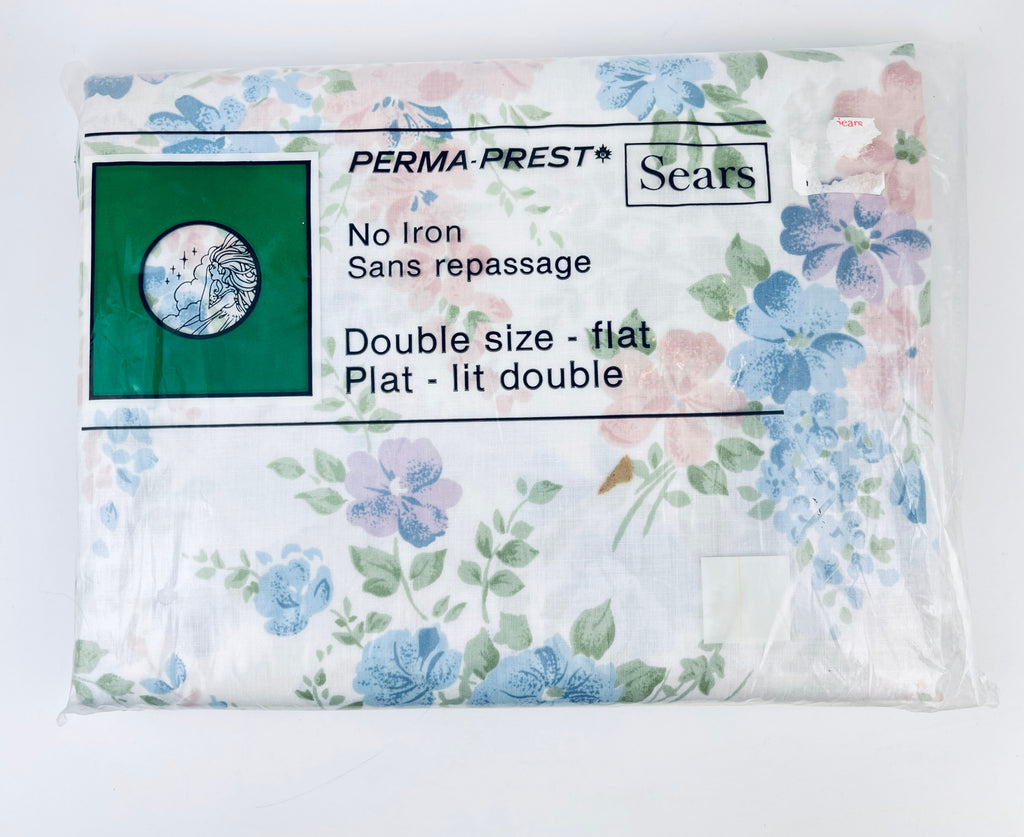 PERMA-PREST
Sears
Sears
No Iron
Sans repassage
Double size - flat
Plat - lit double